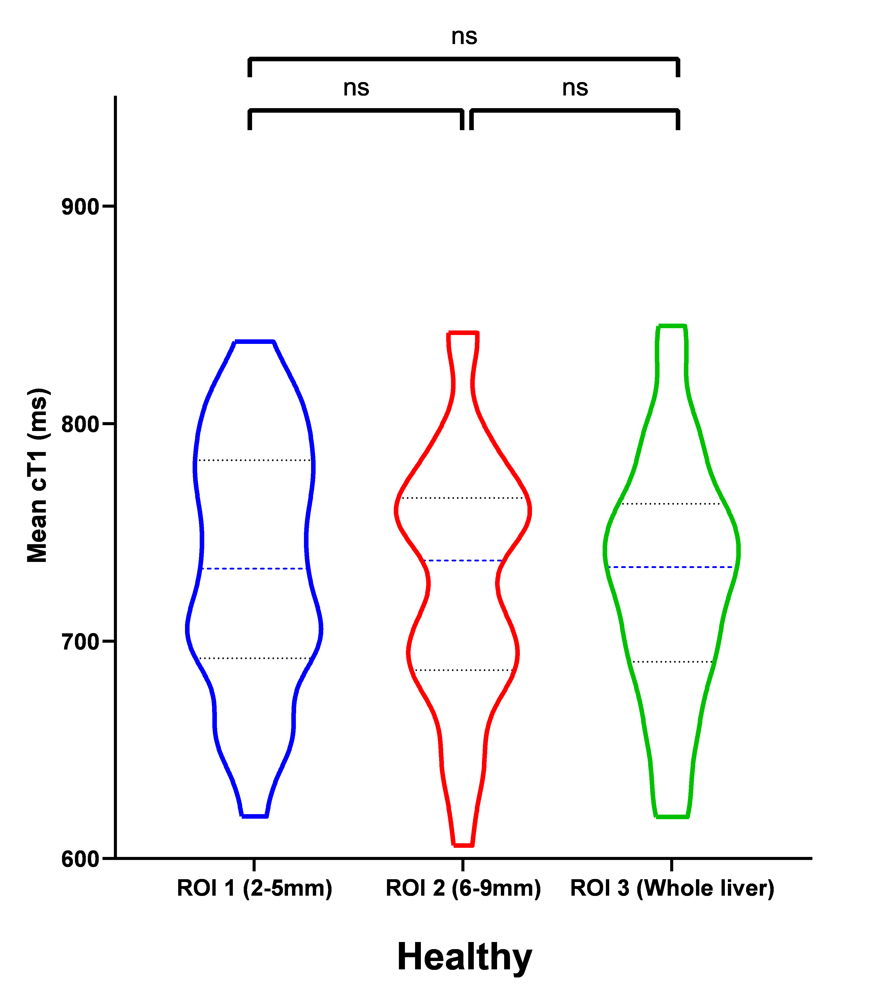 ns
ns ns
900
800
700
600
Mean cT1 (ms)
ROI 1 (2-5mm) ROI 2 (6-9mm) ROI 3 (Whole liver)
Healthy